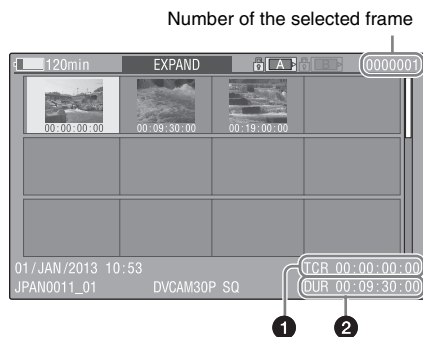 Number of the selected frame
120min EXPAND A B 0000001
00:00:00:00 00:09:30:00 00:19:00:00
01/JAN/2013 10:53 TCR 00:00:00:00
JPAN0011_01 DVCAM30P SQ DUR 00:09:30:00
1 2